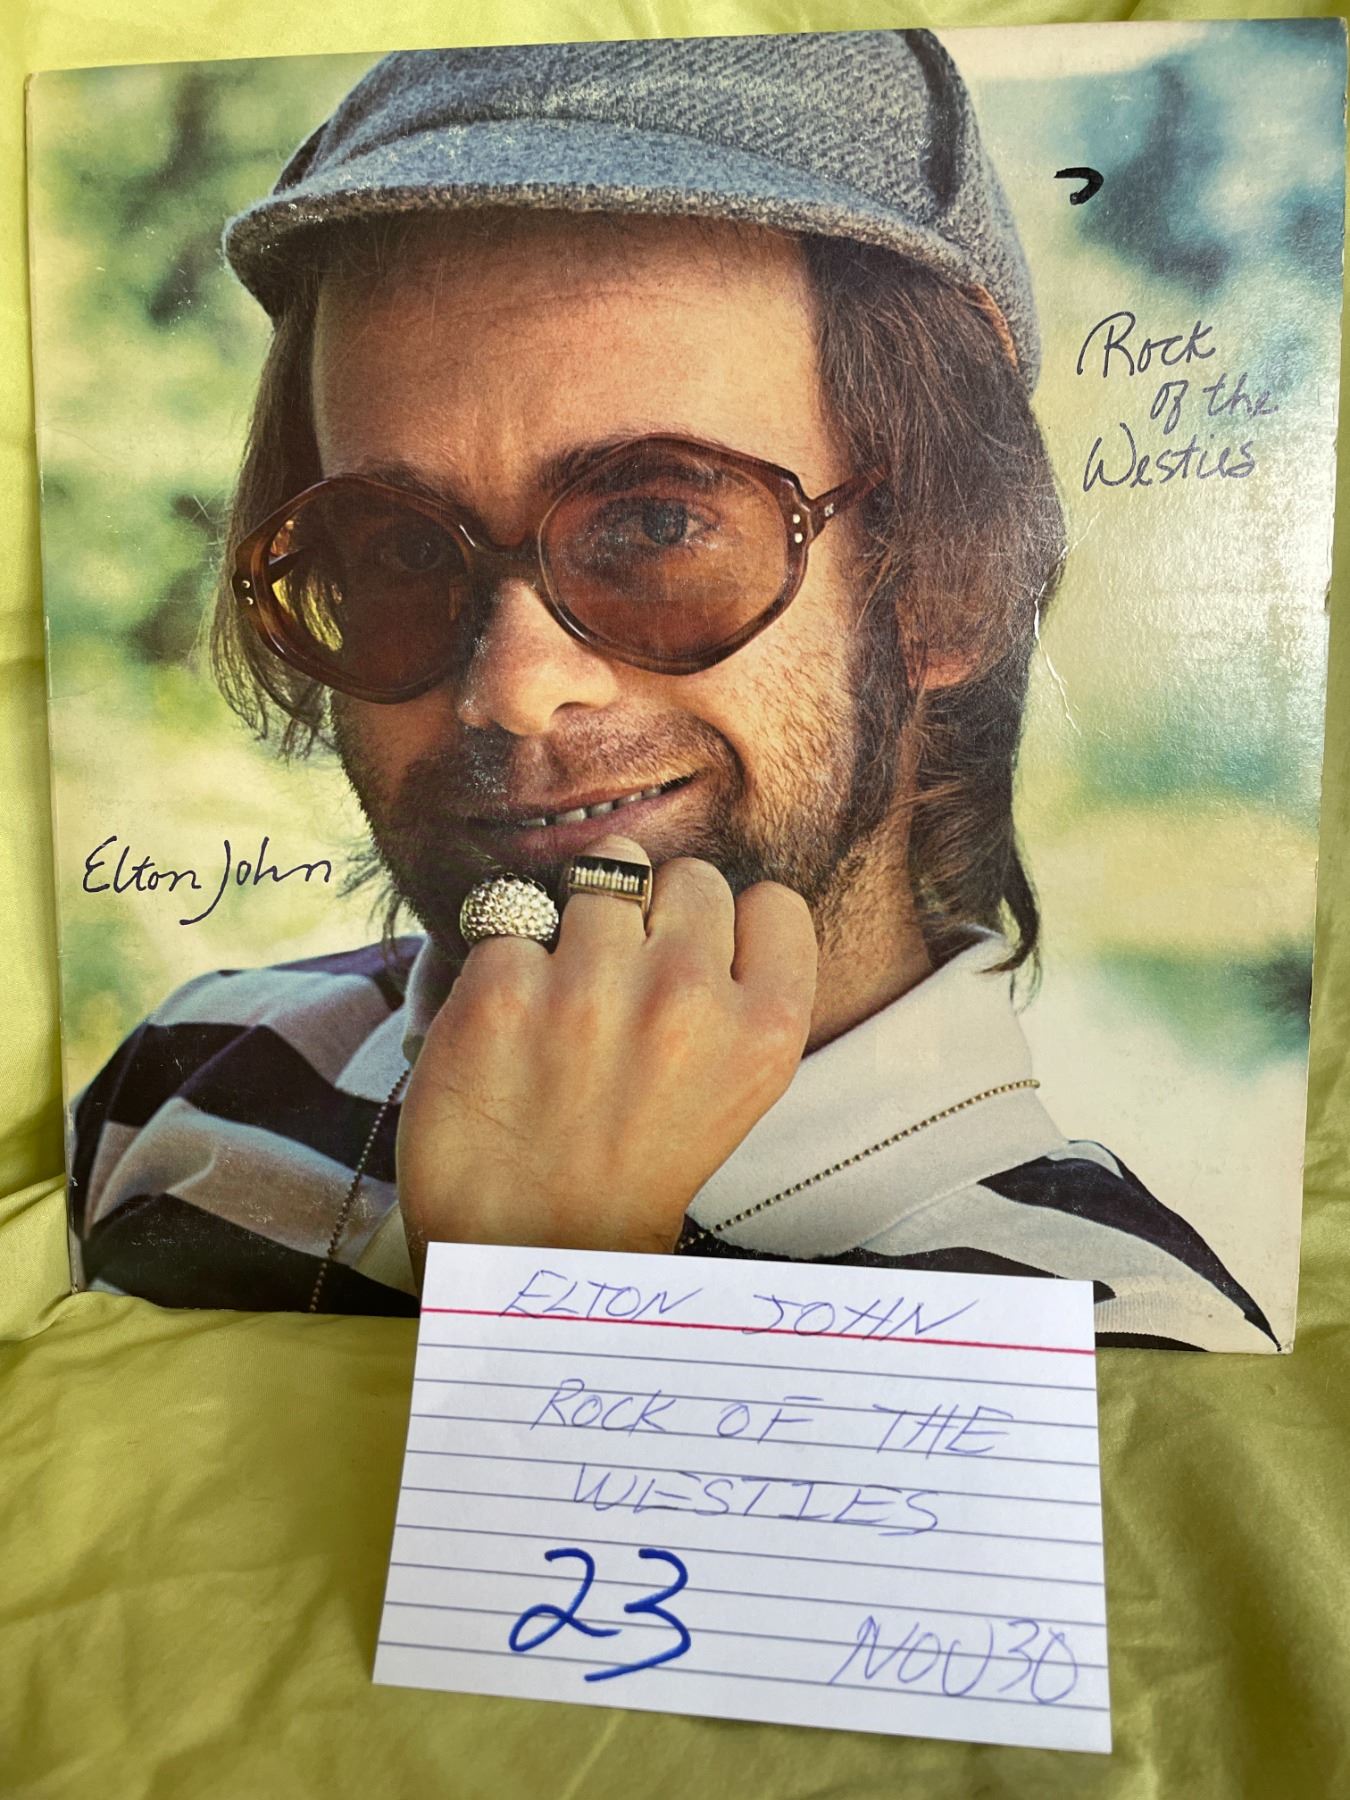 Rock
of the
Westies
Elton John
ELTON JOHN
ROCK OF THE
WESTIES
23
NOV30